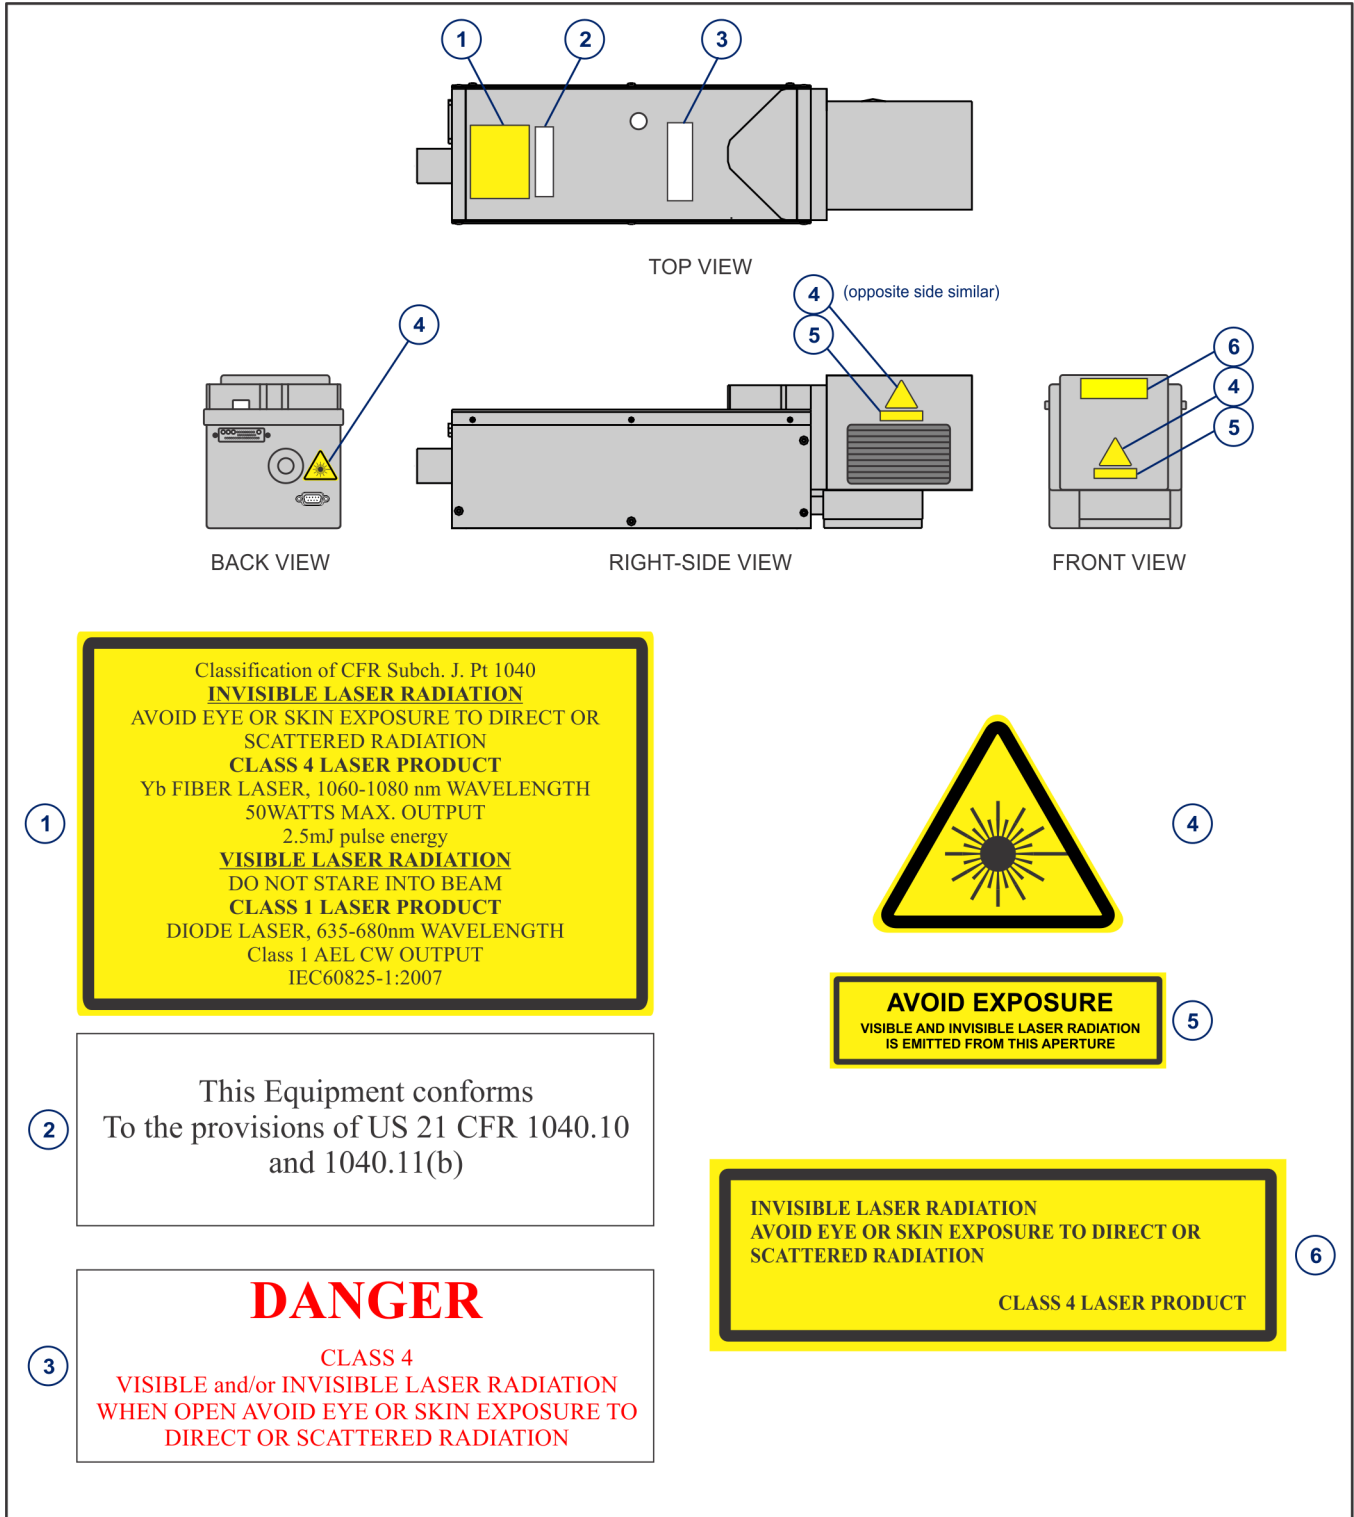 1
2
3
TOP VIEW
4
(opposite side similar)
5
4
6
4
5
BACK VIEW
RIGHT-SIDE VIEW
FRONT VIEW
1
Classification of CFR Subch. J. Pt 1040
INVISIBLE LASER RADIATION
AVOID EYE OR SKIN EXPOSURE TO DIRECT OR
SCATTERED RADIATION
CLASS 4 LASER PRODUCT
Yb FIBER LASER, 1060-1080 nm WAVELENGTH
50WATTS MAX. OUTPUT
2.5mJ pulse energy
VISIBLE LASER RADIATION
DO NOT STARE INTO BEAM
CLASS 1 LASER PRODUCT
DIODE LASER, 635-680nm WAVELENGTH
Class 1 AEL CW OUTPUT
IEC60825-1:2007
2
This Equipment conforms
To the provisions of US 21 CFR 1040.10
and 1040.11(b)
3
DANGER
CLASS 4
VISIBLE and/or INVISIBLE LASER RADIATION
WHEN OPEN AVOID EYE OR SKIN EXPOSURE TO
DIRECT OR SCATTERED RADIATION
4
AVOID EXPOSURE
VISIBLE AND INVISIBLE LASER RADIATION
IS EMITTED FROM THIS APERTURE
5
INVISIBLE LASER RADIATION
AVOID EYE OR SKIN EXPOSURE TO DIRECT OR
SCATTERED RADIATION
CLASS 4 LASER PRODUCT
6